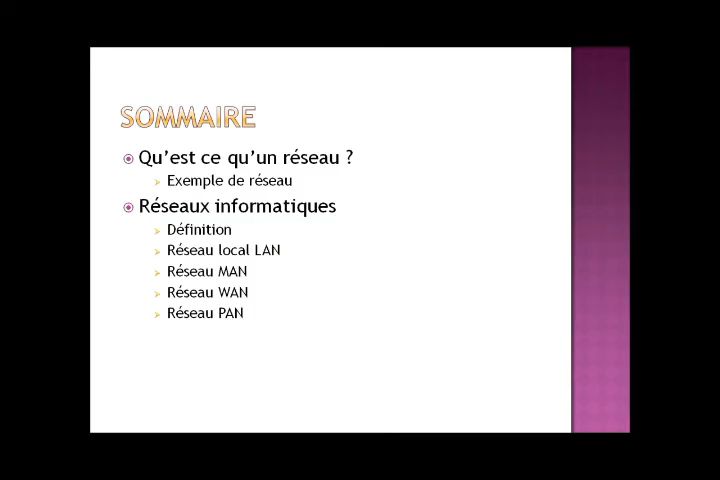 SOMMAIRE
Qu'est ce qu'un réseau ?
Exemple de réseau
Réseaux informatiques
Définition
Réseau local LAN
Réseau MAN
Réseau WAN
Réseau PAN